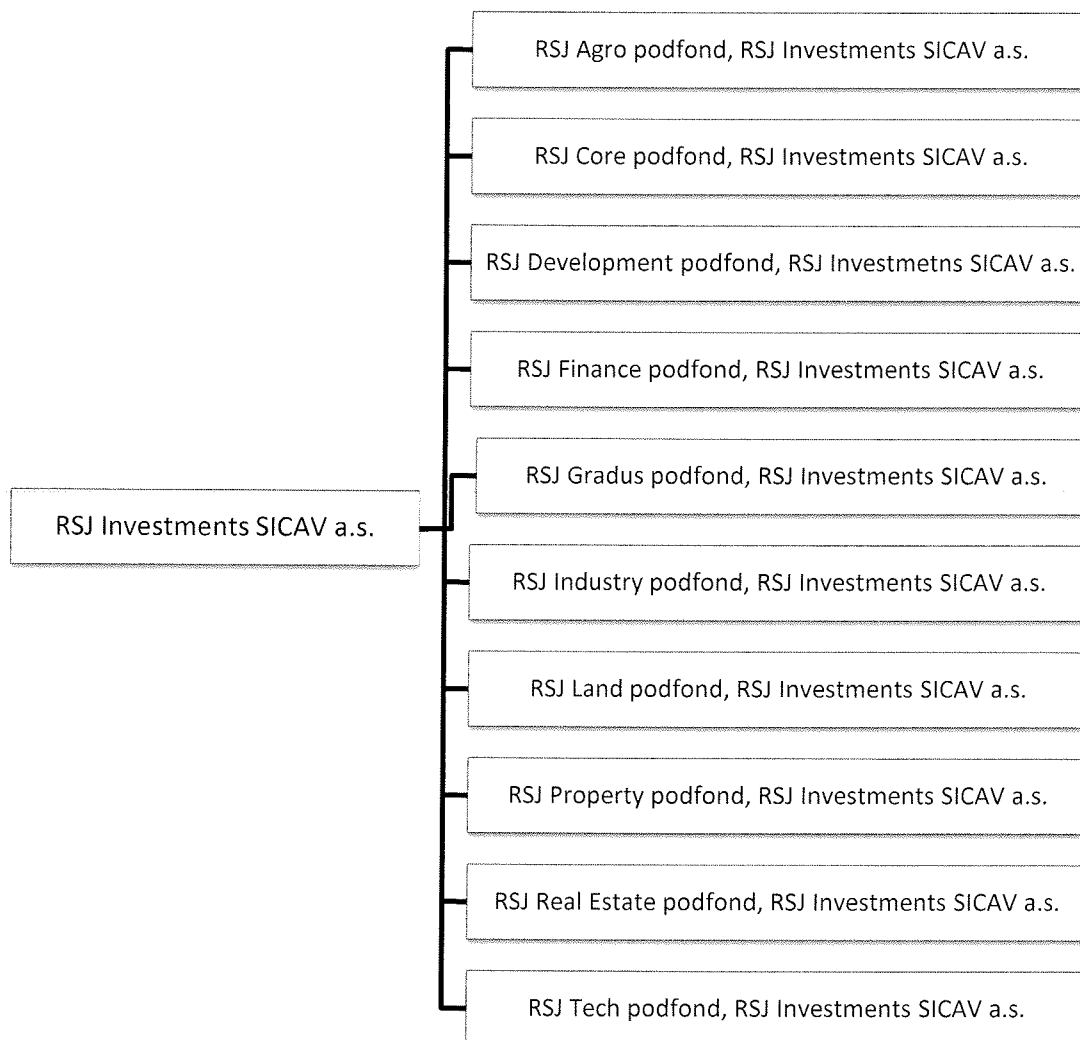 RSJ Agro podfond, RSJ Investments SICAV a.s.
RSJ Core podfond, RSJ Investments SICAV a.s.
RSJ Development podfond, RSJ Investmetns SICAV a.s.
RSJ Finance podfond, RSJ Investments SICAV a.s.
RSJ Gradus podfond, RSJ Investments SICAV a.s.
RSJ Investments SICAV a.s.
RSJ Industry podfond, RSJ Investments SICAV a.s.
RSJ Land podfond, RSJ Investments SICAV a.s.
RSJ Property podfond, RSJ Investments SICAV a.s.
RSJ Real Estate podfond, RSJ Investments SICAV a.s.
RSJ Tech podfond, RSJ Investments SICAV a.s.